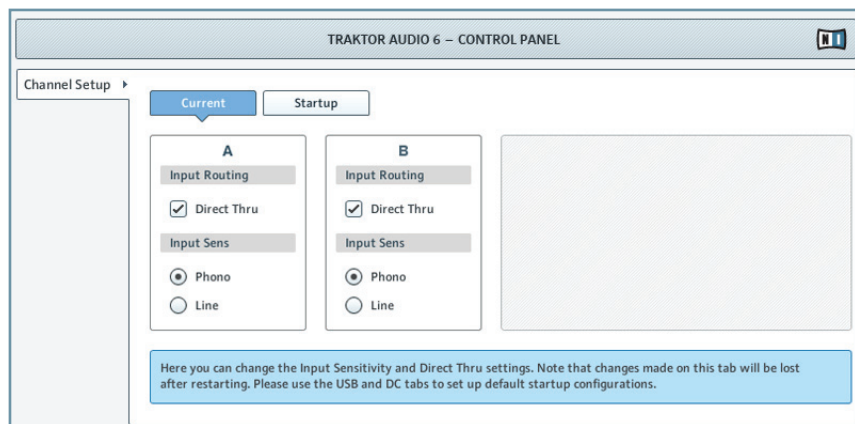 TRAKTOR AUDIO 6 – CONTROL PANEL
NI
Channel Setup
Current
Startup
A
Input Routing
Direct Thru
Input Sens
Phono
Line
B
Input Routing
Direct Thru
Input Sens
Phono
Line
Here you can change the Input Sensitivity and Direct Thru settings. Note that changes made on this tab will be lost
after restarting. Please use the USB and DC tabs to set up default startup configurations.